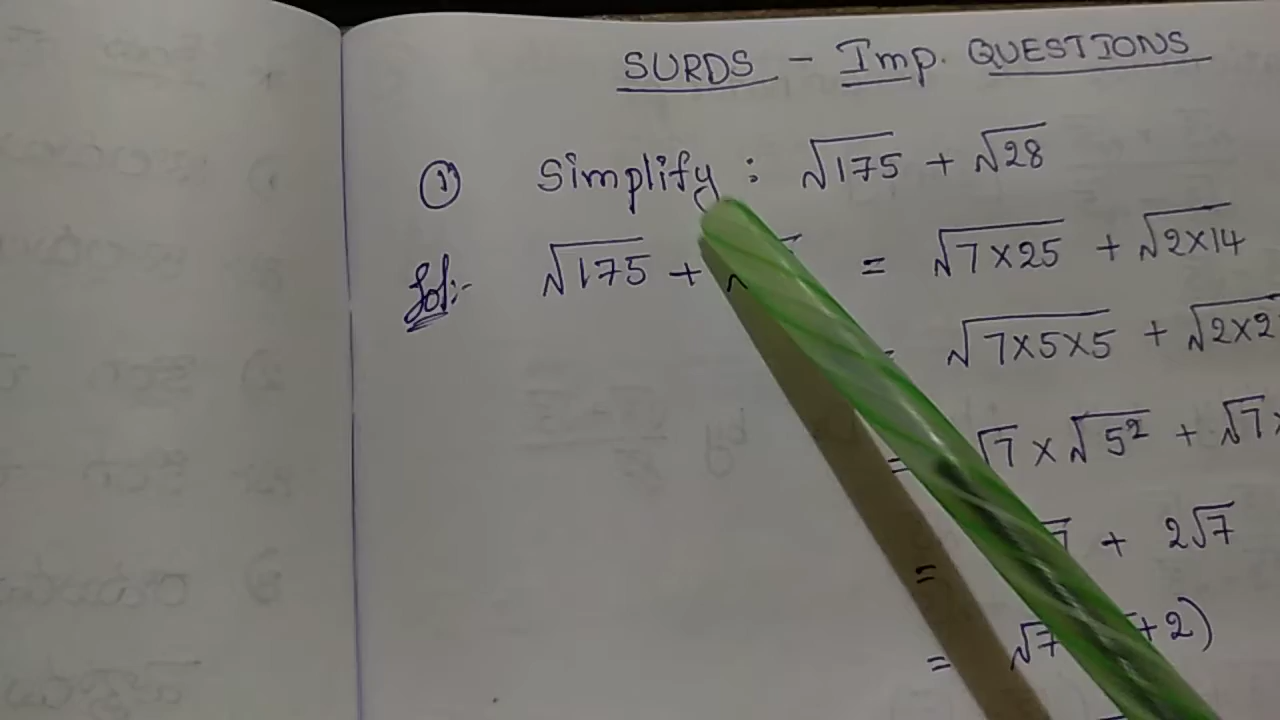 SURDS - Imp. QUESTIONS
① Simplify : √175 + √28
Sol:- √175 + √ = √7×25 + √2×14
= √7×5×5 + √2×2
= √7 × √5² + √7 ×
= + 2√7
= √7 +2)